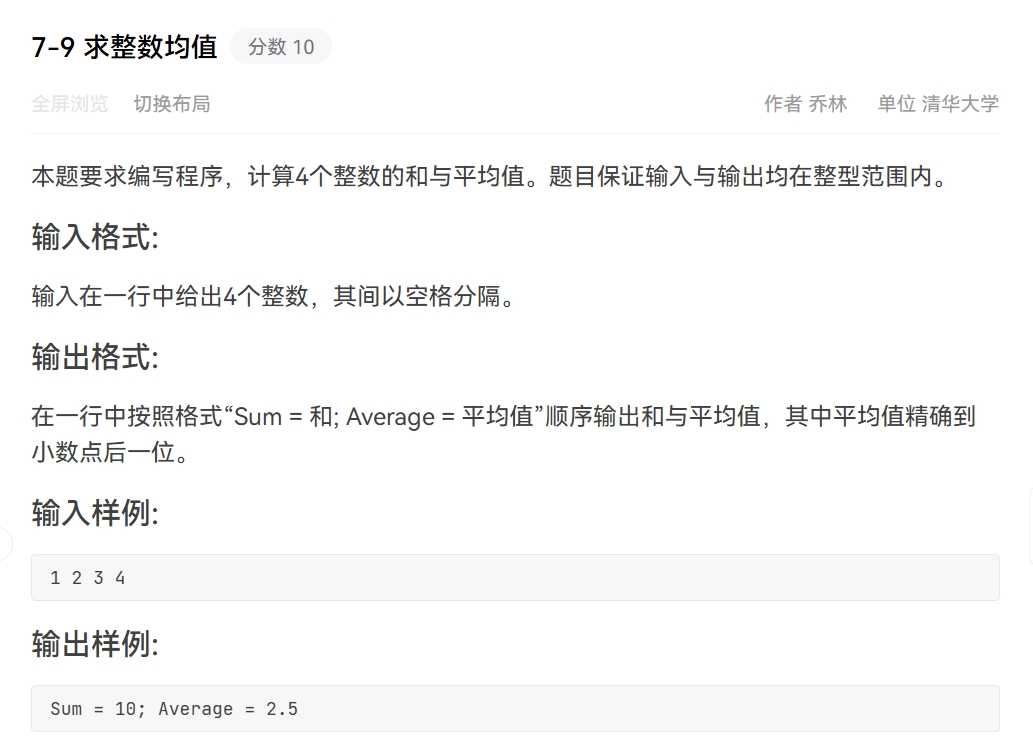 7-9 求整数均值 分数 10
全屏浏览 切换布局 作者 乔林 单位 清华大学
本题要求编写程序，计算4个整数的和与平均值。题目保证输入与输出均在整型范围内。
输入格式:
输入在一行中给出4个整数，其间以空格分隔。
输出格式:
在一行中按照格式“Sum = 和; Average = 平均值”顺序输出和与平均值，其中平均值精确到
小数点后一位。
输入样例:
1 2 3 4
输出样例:
Sum = 10; Average = 2.5